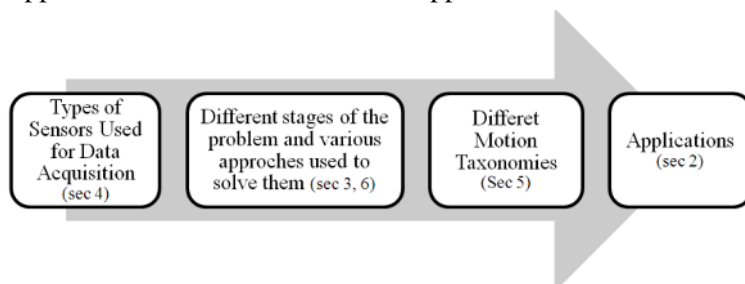 Types of
Sensors Used
for Data
Acquisition
(sec 4)
Different stages of the
problem and various
approches used to
solve them (sec 3, 6)
Differet
Motion
Taxonomies
(Sec 5)
Applications
(sec 2)